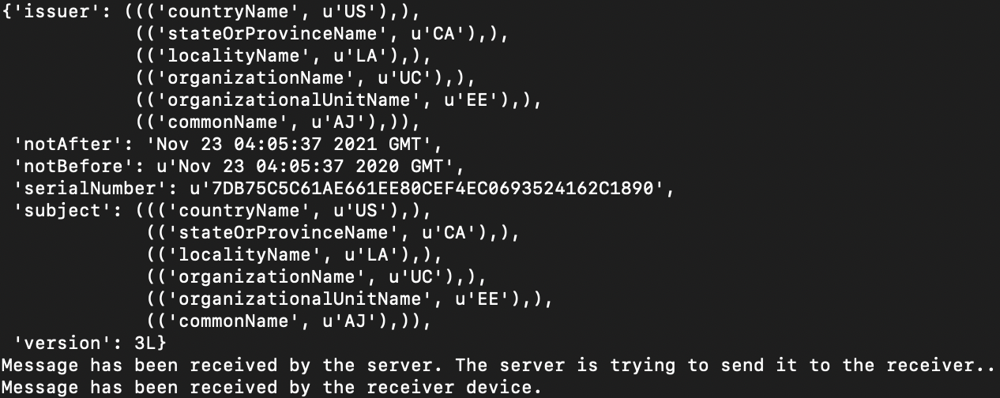 {'issuer': ((('countryName', u'US'),),
            (('stateOrProvinceName', u'CA'),),
            (('localityName', u'LA'),),
            (('organizationName', u'UC'),),
            (('organizationalUnitName', u'EE'),),
            (('commonName', u'AJ'),)),
 'notAfter': 'Nov 23 04:05:37 2021 GMT',
 'notBefore': u'Nov 23 04:05:37 2020 GMT',
 'serialNumber': u'7DB75C5C61AE661EE80CEF4EC0693524162C1890',
 'subject': ((('countryName', u'US'),),
             (('stateOrProvinceName', u'CA'),),
             (('localityName', u'LA'),),
             (('organizationName', u'UC'),),
             (('organizationalUnitName', u'EE'),),
             (('commonName', u'AJ'),)),
 'version': 3L}
Message has been received by the server. The server is trying to send it to the receiver..
Message has been received by the receiver device.